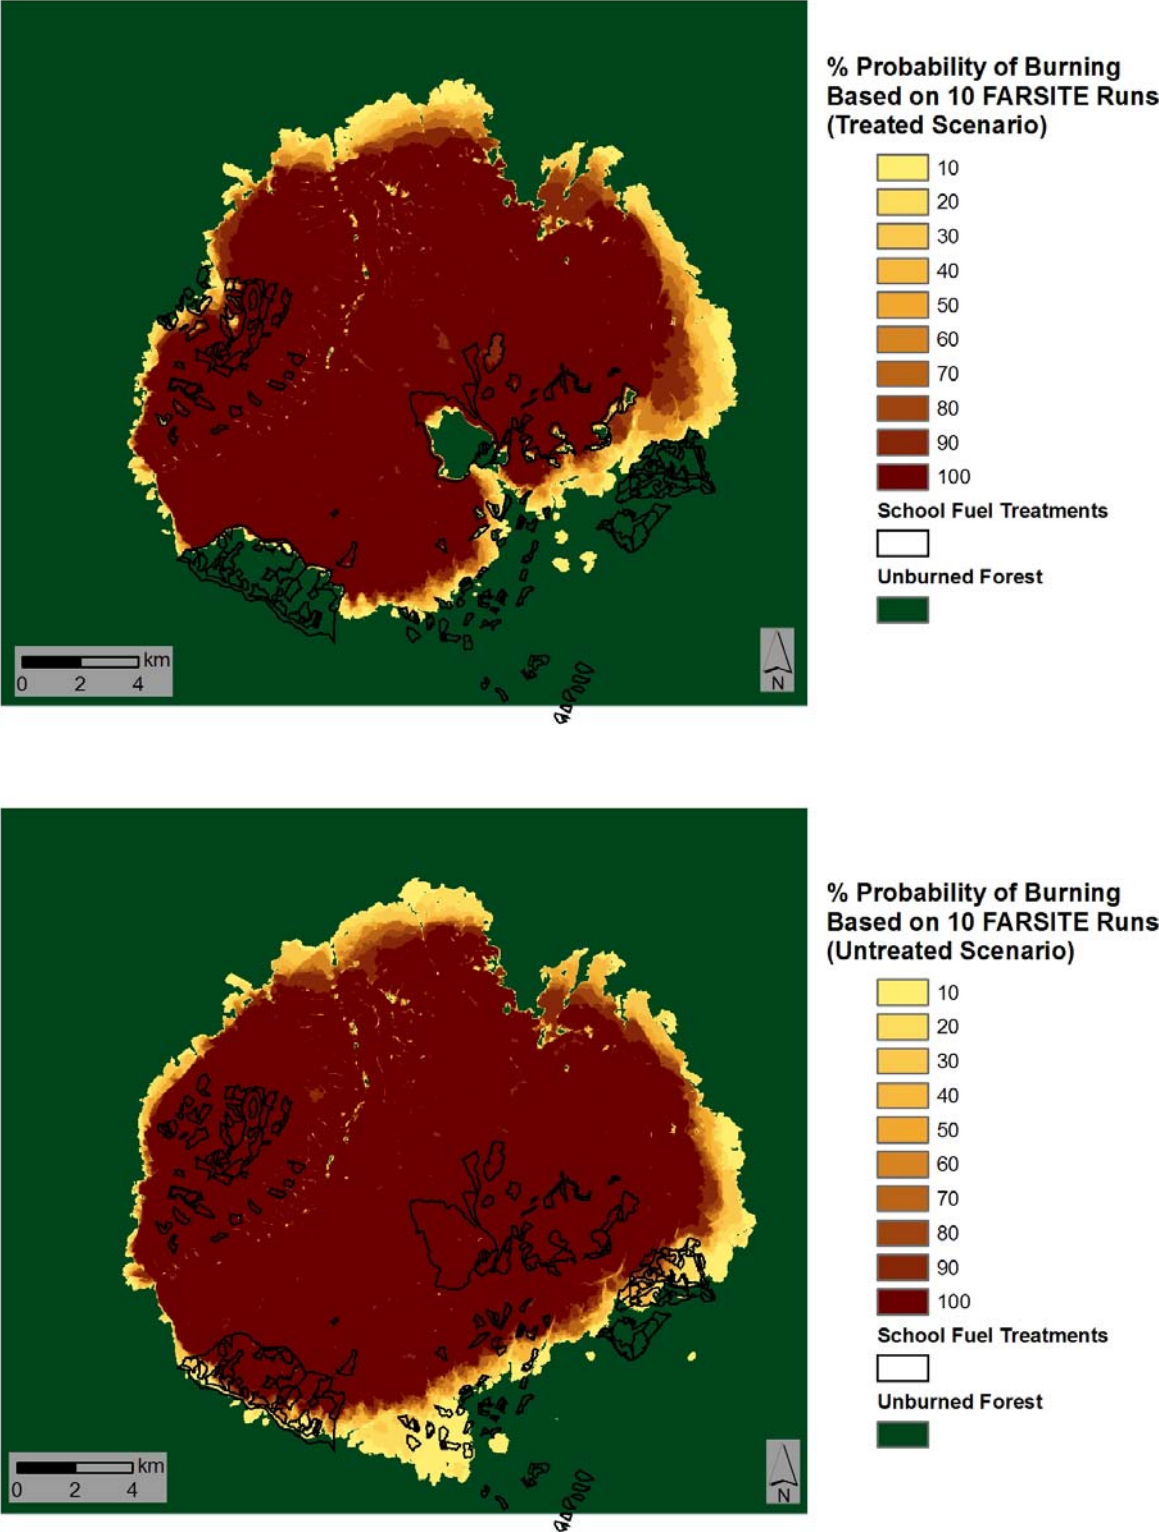 % Probability of Burning
Based on 10 FARSITE Runs
(Treated Scenario)
10
20
30
40
50
60
70
80
90
100
School Fuel Treatments
Unburned Forest
km
0 2 4
N
% Probability of Burning
Based on 10 FARSITE Runs
(Untreated Scenario)
10
20
30
40
50
60
70
80
90
100
School Fuel Treatments
Unburned Forest
km
0 2 4
N